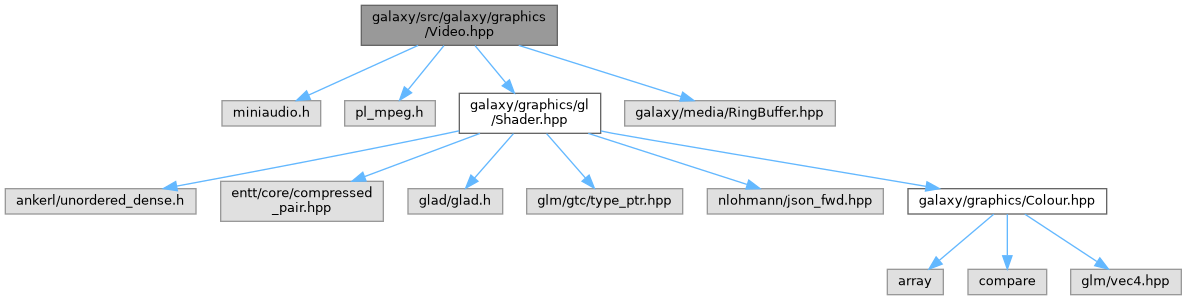 galaxy/src/galaxy/graphics
/Video.hpp
miniaudio.h
pl_mpeg.h
galaxy/graphics/gl
/Shader.hpp
galaxy/media/RingBuffer.hpp
ankerl/unordered_dense.h
entt/core/compressed
_pair.hpp
glad/glad.h
glm/gtc/type_ptr.hpp
nlohmann/json_fwd.hpp
galaxy/graphics/Colour.hpp
array
compare
glm/vec4.hpp